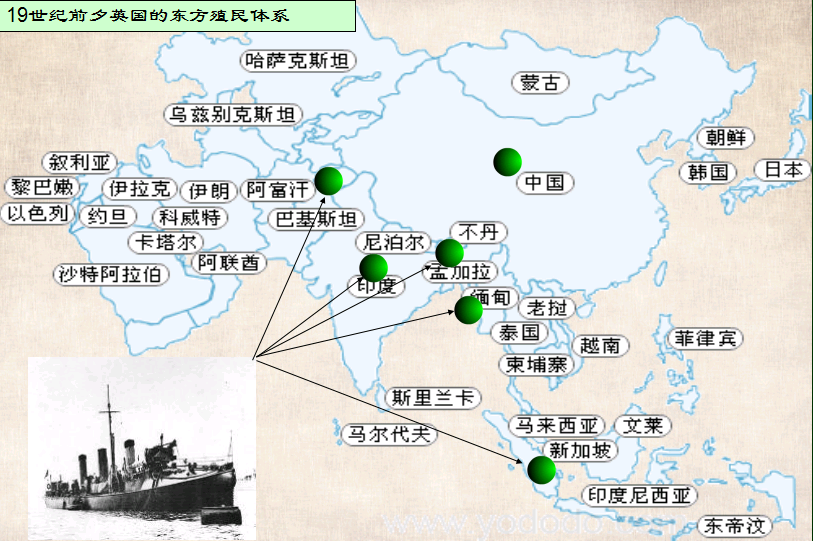 19世纪前夕英国的东方殖民体系
哈萨克斯坦
蒙古
乌兹别克斯坦
朝鲜
叙利亚
韩国
日本
黎巴嫩
伊拉克
伊朗
阿富汗
中国
以色列
约旦
科威特
巴基斯坦
卡塔尔
尼泊尔
不丹
沙特阿拉伯
阿联酋
孟加拉
印度
缅甸
老挝
泰国
越南
菲律宾
柬埔寨
斯里兰卡
马尔代夫
马来西亚
文莱
新加坡
印度尼西亚
东帝汶